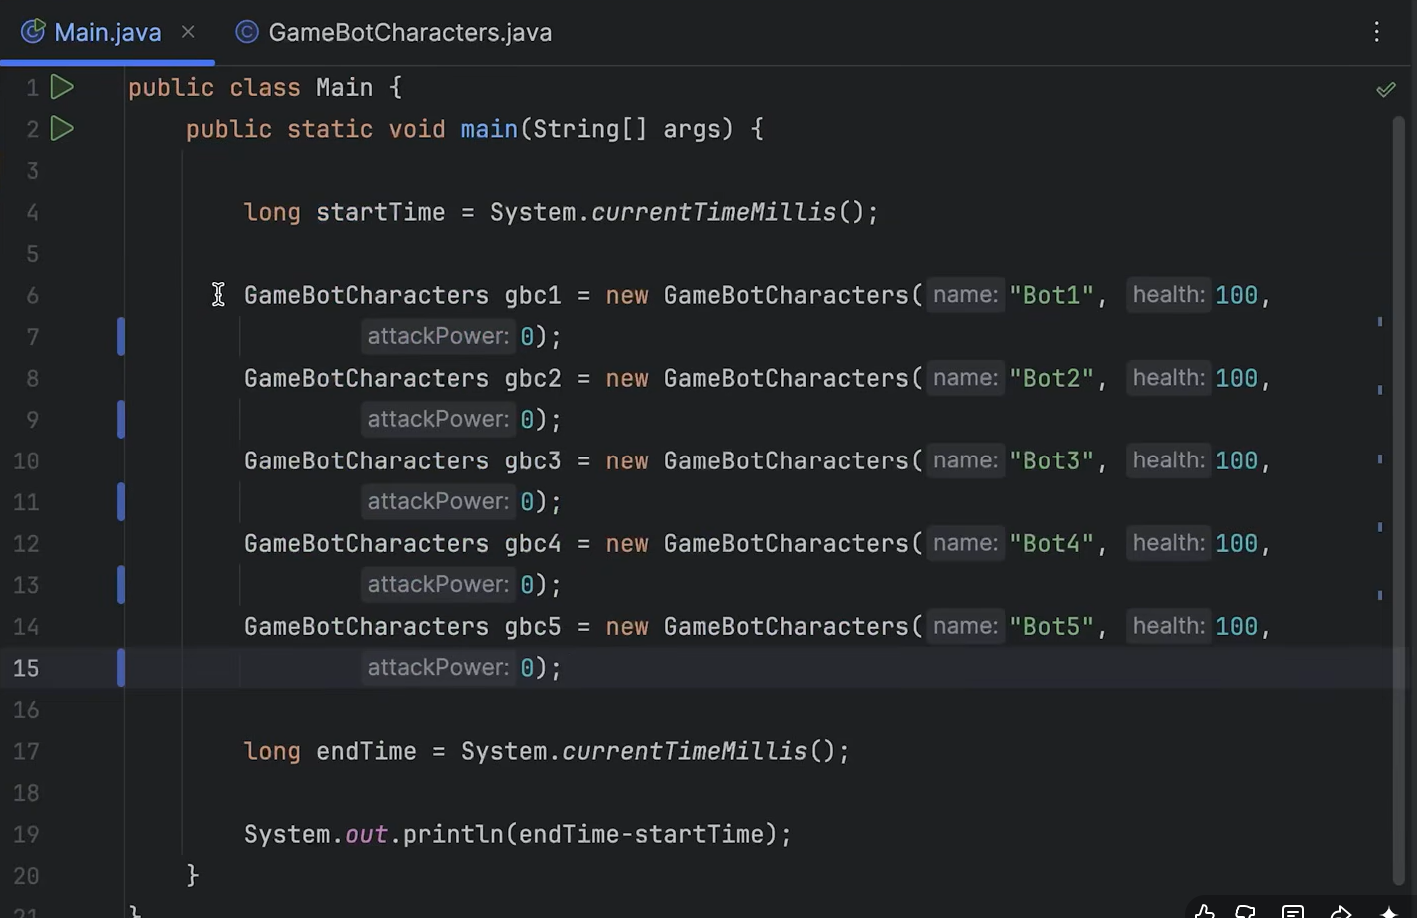 Main.java × GameBotCharacters.java
1 public class Main {
2 public static void main(String[] args) {
3
4 long startTime = System.currentTimeMillis();
5
6 GameBotCharacters gbc1 = new GameBotCharacters( name: "Bot1", health: 100,
7 attackPower: 0);
8 GameBotCharacters gbc2 = new GameBotCharacters( name: "Bot2", health: 100,
9 attackPower: 0);
10 GameBotCharacters gbc3 = new GameBotCharacters( name: "Bot3", health: 100,
11 attackPower: 0);
12 GameBotCharacters gbc4 = new GameBotCharacters( name: "Bot4", health: 100,
13 attackPower: 0);
14 GameBotCharacters gbc5 = new GameBotCharacters( name: "Bot5", health: 100,
15 attackPower: 0);
16
17 long endTime = System.currentTimeMillis();
18
19 System.out.println(endTime-startTime);
20 }
21 }